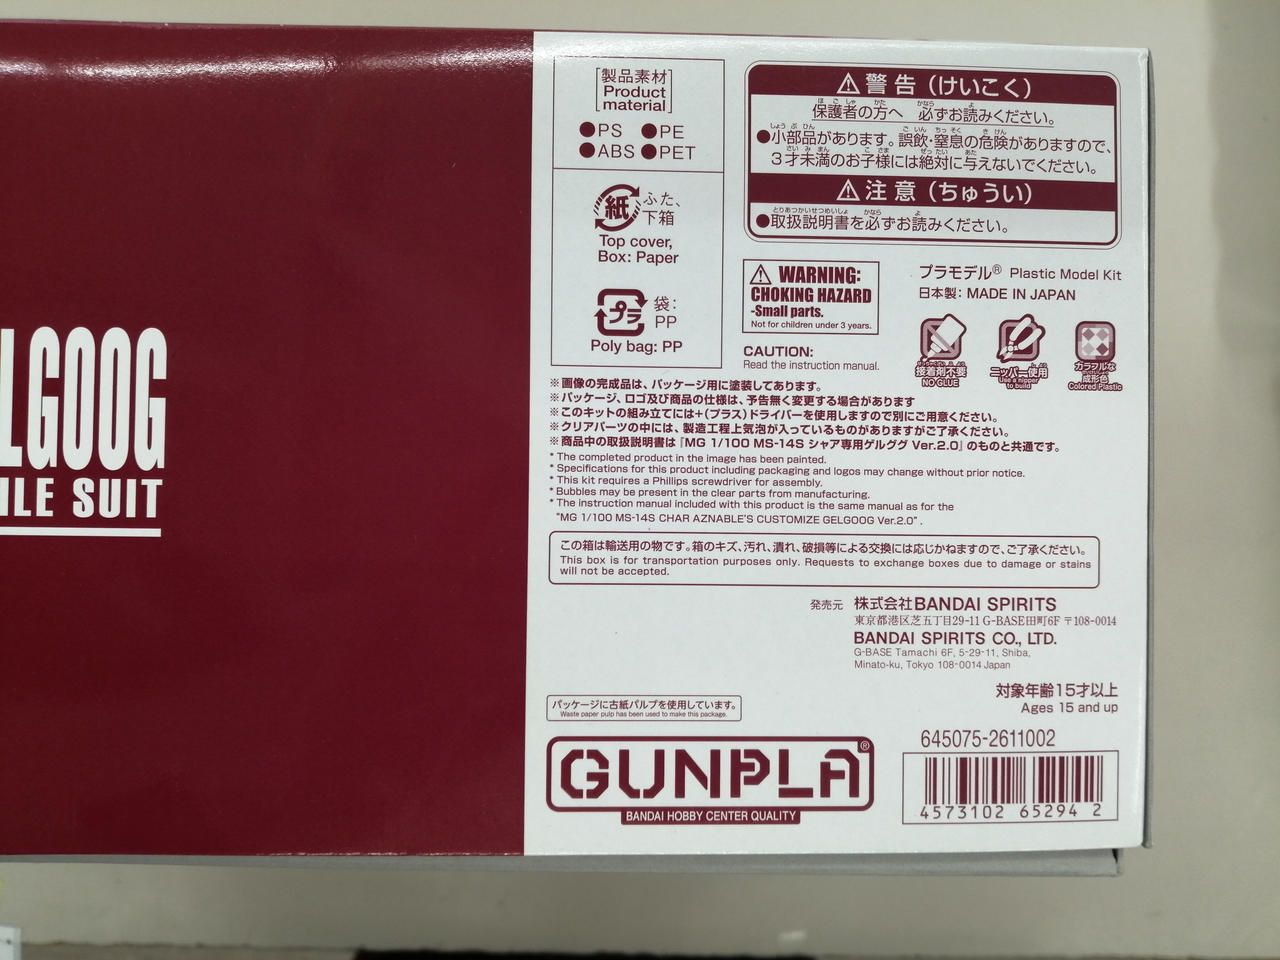 LGOOG
ILE SUIT
[製品素材]
[Product material]
●PS ●PE
●ABS ●PET
紙 ふた、下箱
Top cover,
Box: Paper
プラ 袋：PP
Poly bag: PP
⚠警告（けいこく）
保護者の方へ 必ずお読みください。
●小部品があります。誤飲・窒息の危険がありますので、
３才未満のお子様には絶対に与えないでください。
⚠注意（ちゅうい）
●取扱説明書を必ずお読みください。
⚠ WARNING:
CHOKING HAZARD
-Small parts.
Not for children under 3 years.
CAUTION:
Read the instruction manual.
プラモデル® Plastic Model Kit
日本製：MADE IN JAPAN
接着剤不要
NO GLUE
ニッパー使用
Use a nipper
to build
カラフルな
成形色
Colored Plastic
※画像の完成品は、パッケージ用に塗装してあります。
※パッケージ、ロゴ及び商品の仕様は、予告無く変更する場合があります
※このキットの組み立てには＋（プラス）ドライバーを使用しますので別にご用意ください。
※クリアパーツの中には、製造工程上気泡が入っているものがありますがご了承ください。
※商品中の取扱説明書は『MG 1/100 MS-14S シャア専用ゲルググ Ver.2.0』のものと共通です。
* The completed product in the image has been painted.
* Specifications for this product including packaging and logos may change without prior notice.
* This kit requires a Phillips screwdriver for assembly.
* Bubbles may be present in the clear parts from manufacturing.
* The instruction manual included with this product is the same manual as for the
"MG 1/100 MS-14S CHAR AZNABLE'S CUSTOMIZE GELGOOG Ver.2.0".
この箱は輸送用の物です。箱のキズ、汚れ、潰れ、破損等による交換には応じかねますので、ご了承ください。
This box is for transportation purposes only. Requests to exchange boxes due to damage or stains
will not be accepted.
発売元 株式会社BANDAI SPIRITS
東京都港区芝五丁目29-11 G-BASE田町6F 〒108-0014
BANDAI SPIRITS CO., LTD.
G-BASE Tamachi 6F, 5-29-11, Shiba,
Minato-ku, Tokyo 108-0014 Japan
対象年齢15才以上
Ages 15 and up
パッケージに古紙パルプを使用しています。
Waste paper pulp has been used to make this package.
GUNPLA®
BANDAI HOBBY CENTER QUALITY
645075-2611002
4573102 65294 2